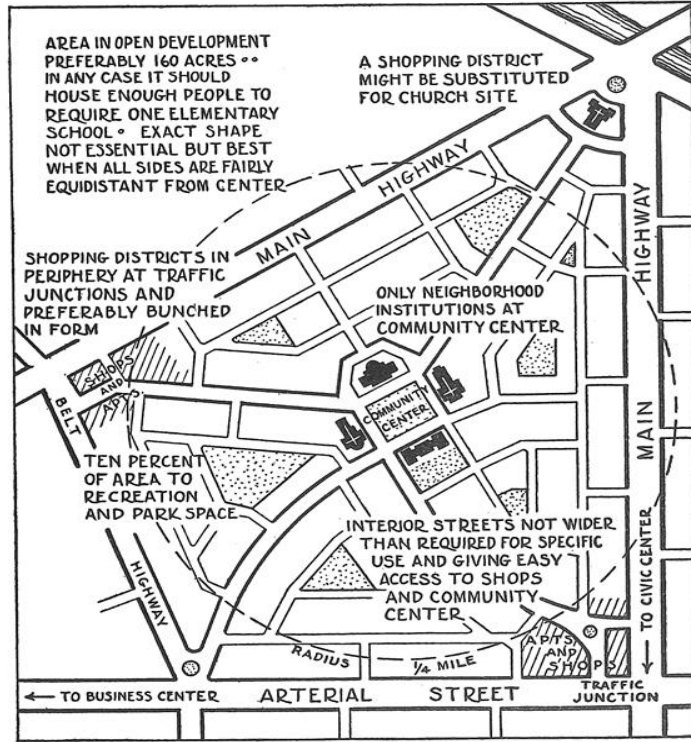 AREA IN OPEN DEVELOPMENT
PREFERABLY 160 ACRES ••
IN ANY CASE IT SHOULD
HOUSE ENOUGH PEOPLE TO
REQUIRE ONE ELEMENTARY
SCHOOL • EXACT SHAPE
NOT ESSENTIAL BUT BEST
WHEN ALL SIDES ARE FAIRLY
EQUIDISTANT FROM CENTER
A SHOPPING DISTRICT
MIGHT BE SUBSTITUTED
FOR CHURCH SITE
MAIN HIGHWAY
SHOPPING DISTRICTS IN
PERIPHERY AT TRAFFIC
JUNCTIONS AND
PREFERABLY BUNCHED
IN FORM
ONLY NEIGHBORHOOD
INSTITUTIONS AT
COMMUNITY CENTER
MAIN HIGHWAY
SHOPS
AND
APTS
BELT HIGHWAY
COMMUNITY
CENTER
TEN PERCENT
OF AREA TO
RECREATION
AND PARK SPACE
INTERIOR STREETS NOT WIDER
THAN REQUIRED FOR SPECIFIC
USE AND GIVING EASY
ACCESS TO SHOPS
AND COMMUNITY
CENTER
TO CIVIC CENTER
RADIUS 1/4 MILE
APTS
AND
SHOPS
TRAFFIC
JUNCTION
← TO BUSINESS CENTER
ARTERIAL STREET